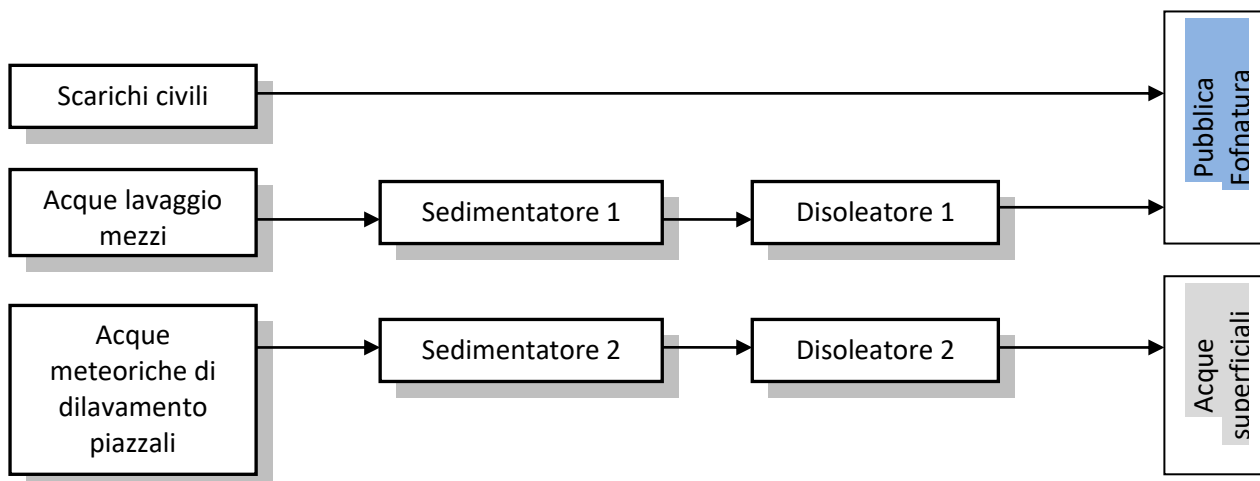 Scarichi civili
Pubblica
Fofnatura
Acque lavaggio
mezzi
Sedimentatore 1
Disoleatore 1
Acque
meteoriche di
dilavamento
piazzali
Sedimentatore 2
Disoleatore 2
Acque
superficiali